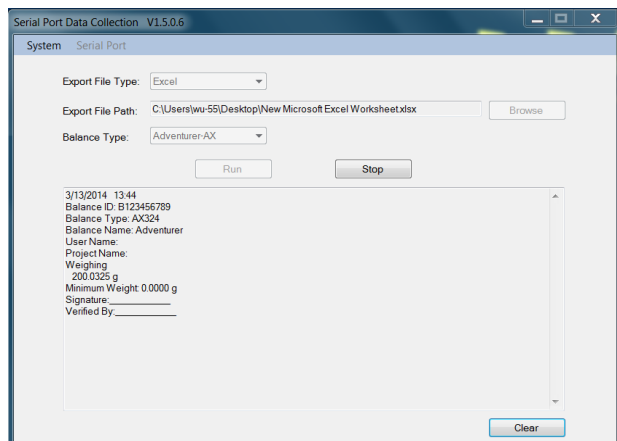 Serial Port Data Collection V1.5.0.6
System Serial Port
Export File Type: Excel
Export File Path: C:\Users\wu-55\Desktop\New Microsoft Excel Worksheet.xlsx Browse
Balance Type: Adventurer-AX
Run Stop
3/13/2014 13:44
Balance ID: B123456789
Balance Type: AX324
Balance Name: Adventurer
User Name:
Project Name:
Weighing
200.0325 g
Minimum Weight: 0.0000 g
Signature:____________
Verified By:____________
Clear